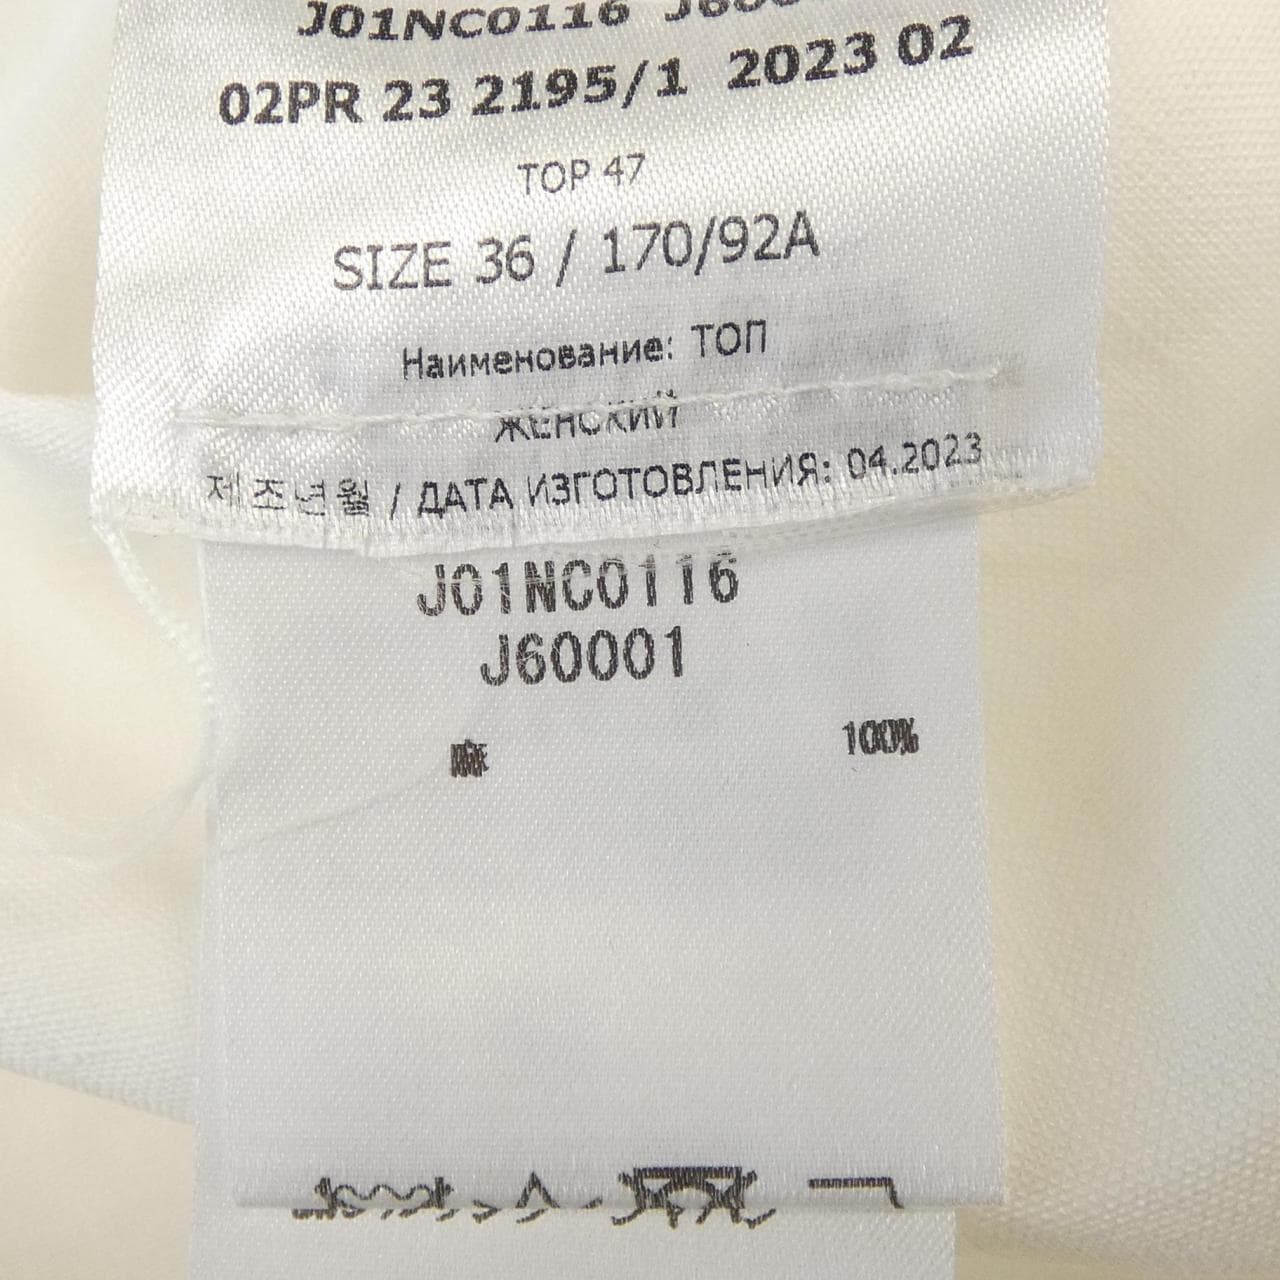 J01NC0116
02PR 23 2195/1 2023 02
TOP 47
SIZE 36 / 170/92A
Наименование: ТОП
ЖЕНСКИЙ
제조년월 / ДАТА ИЗГОТОВЛЕНИЯ: 04.2023
J01NC0116
J60001
麻 100%